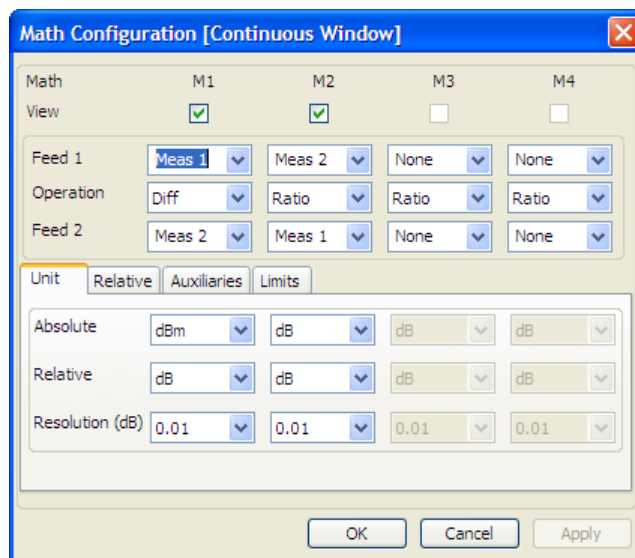 Math Configuration [Continuous Window]
Math M1 M2 M3 M4
View
Feed 1 Meas 1 Meas 2 None None
Operation Diff Ratio Ratio Ratio
Feed 2 Meas 2 Meas 1 None None
Unit Relative Auxiliaries Limits
Absolute dBm dB dB dB
Relative dB dB dB dB
Resolution (dB) 0.01 0.01 0.01 0.01
OK Cancel Apply